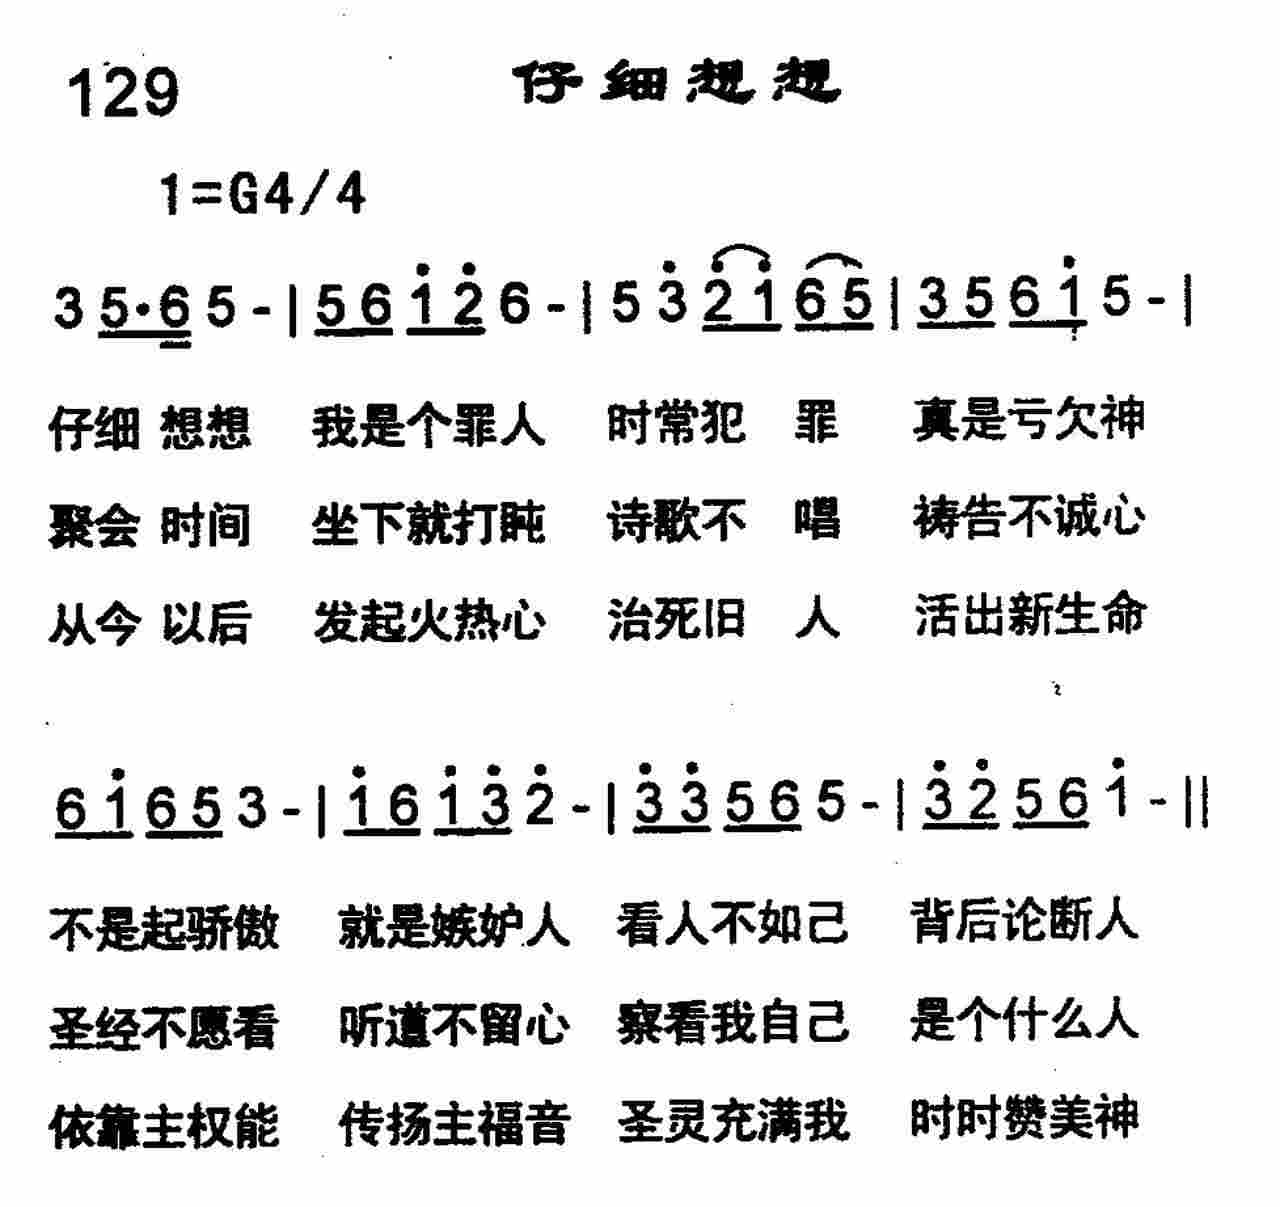 129 仔细想想
1=G4/4
3 5·6 5 - | 5 6 1̇ 2̇ 6 - | 5 3̇ 2̇ 1̇ 6 5 | 3 5 6 1̇ 5 - |
仔细 想想 我是个罪人 时常犯 罪 真是亏欠神
聚会 时间 坐下就打盹 诗歌不 唱 祷告不诚心
从今 以后 发起火热心 治死旧 人 活出新生命
6 1̇ 6 5 3 - | 1̇ 6 1̇ 3̇ 2̇ - | 3̇ 3̇ 5 6 5 - | 3̇ 2̇ 5 6 1̇ - ||
不是起骄傲 就是嫉妒人 看人不如己 背后论断人
圣经不愿看 听道不留心 察看我自己 是个什么人
依靠主权能 传扬主福音 圣灵充满我 时时赞美神